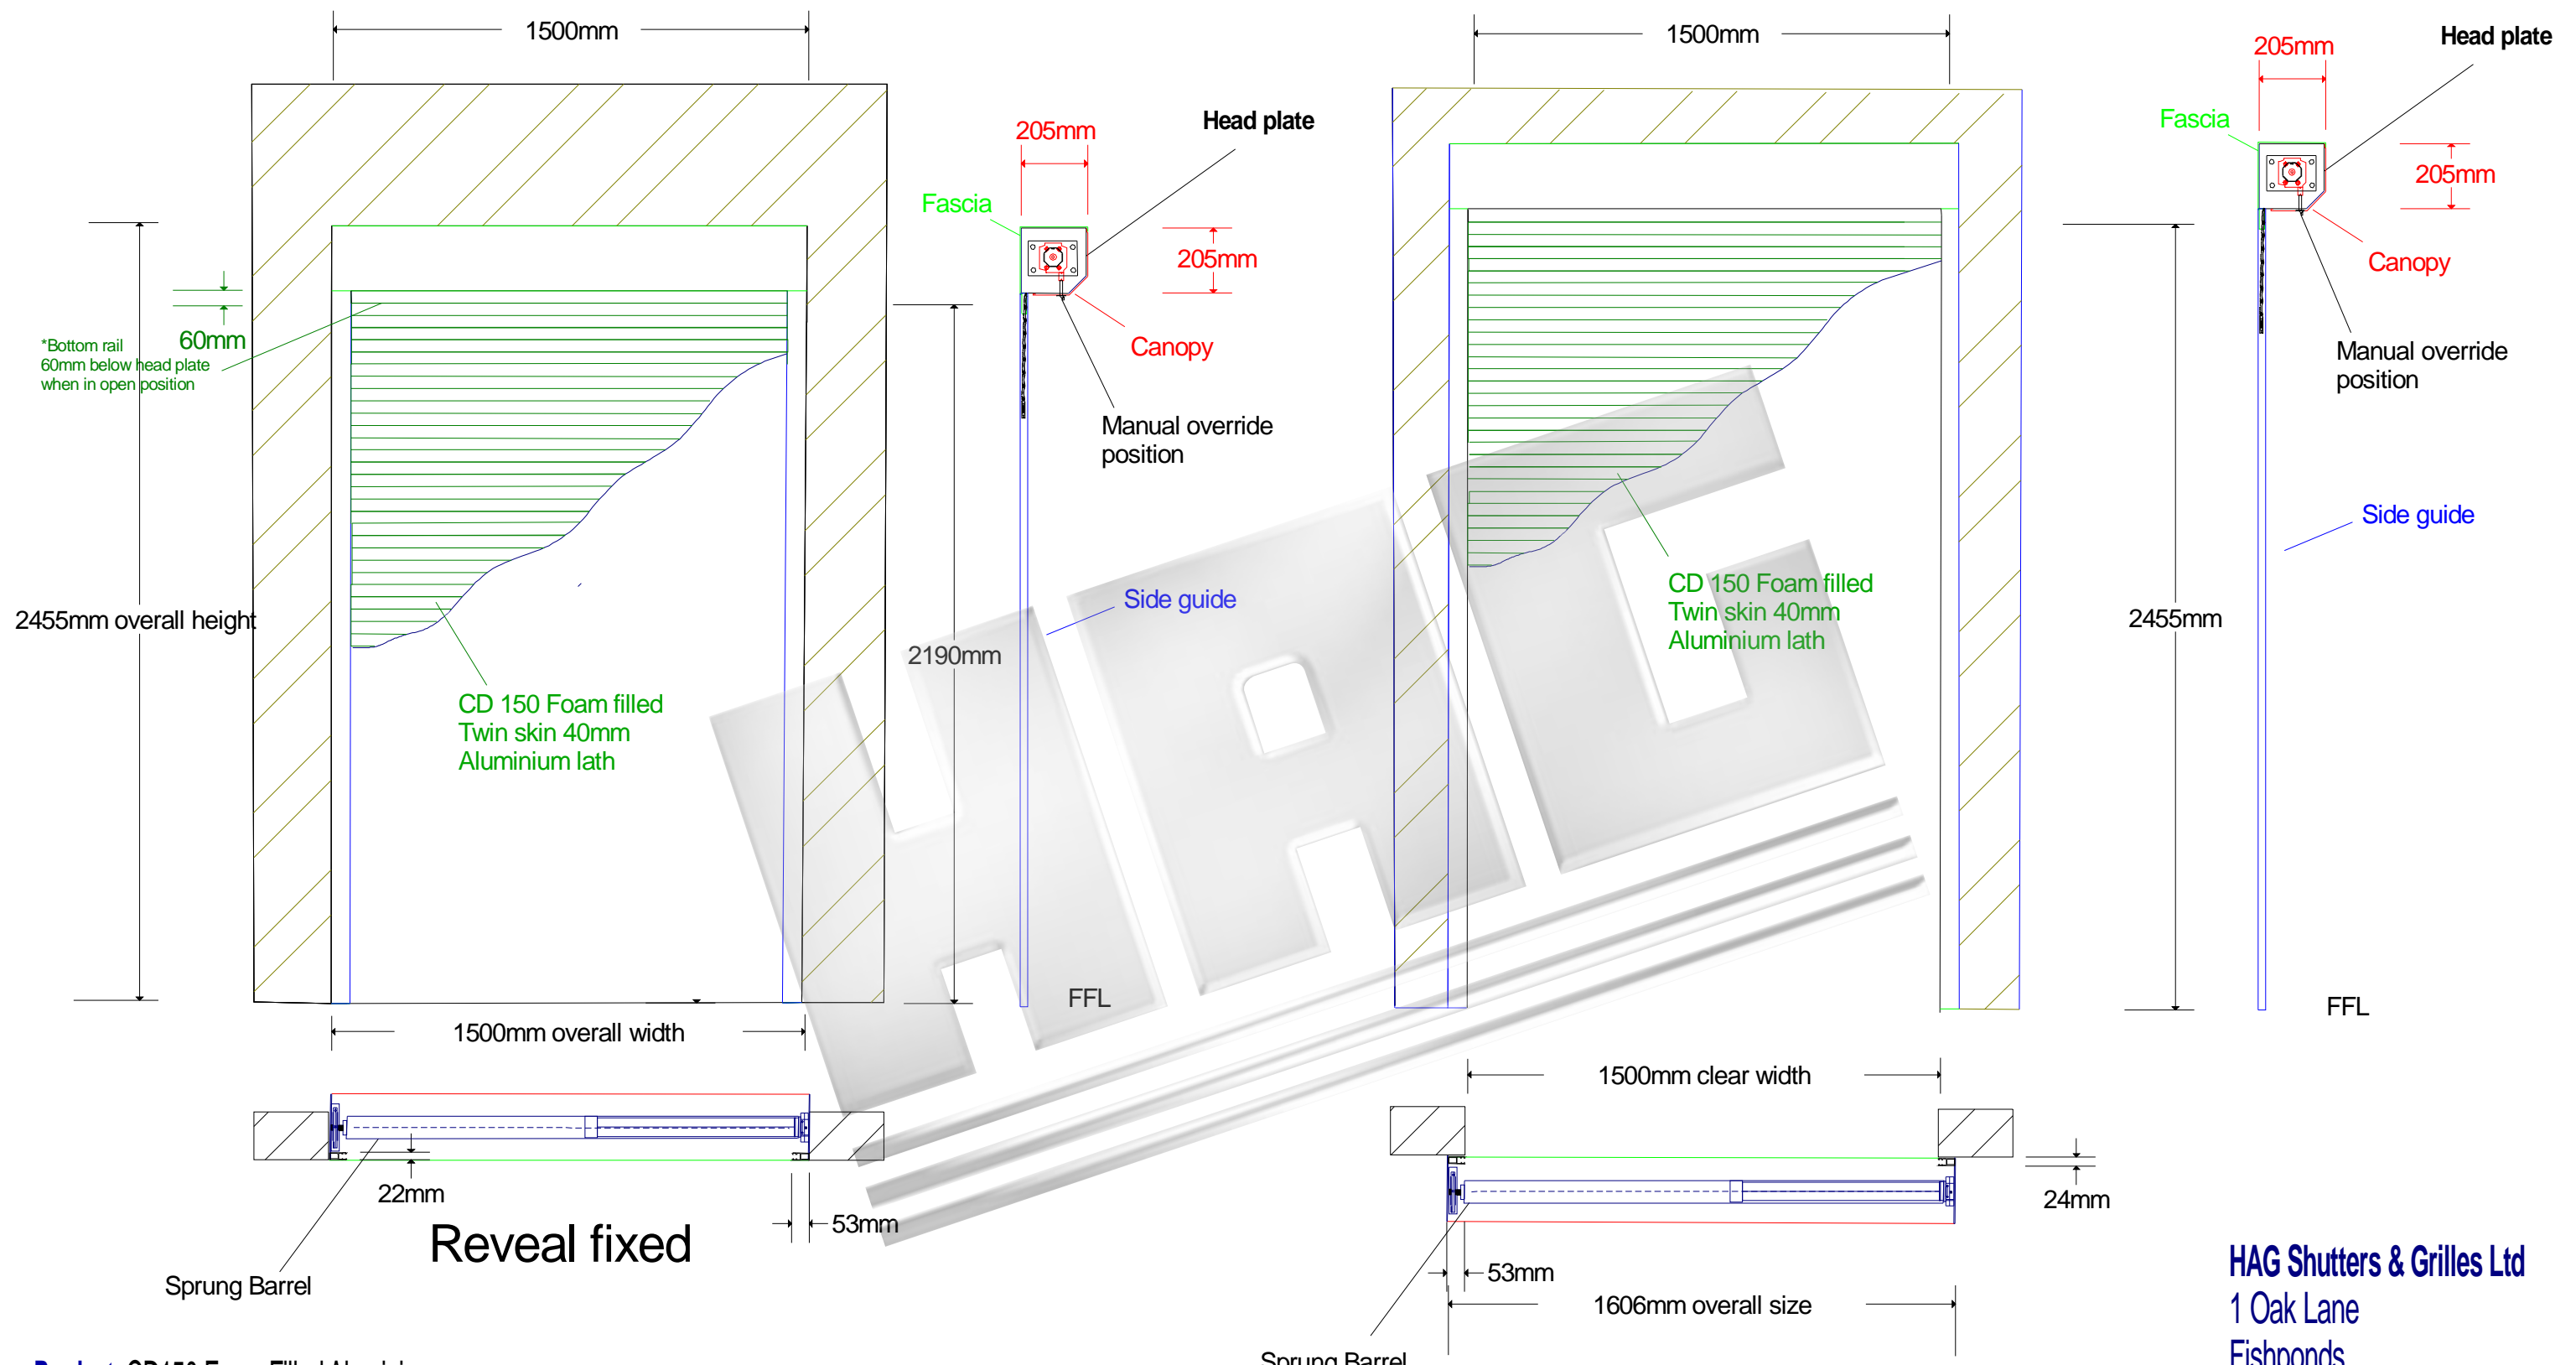 1500mm
1500mm
205mm
Head plate
205mm
Head plate
Fascia
Fascia
205mm
205mm
Canopy
Canopy
Manual override
position
Manual override
position
60mm
*Bottom rail
60mm below head plate
when in open position
Side guide
Side guide
CD 150 Foam filled
Twin skin 40mm
Aluminium lath
CD 150 Foam filled
Twin skin 40mm
Aluminium lath
2455mm overall height
2190mm
2455mm
HAG
FFL
FFL
1500mm overall width
1500mm clear width
22mm
53mm
24mm
Reveal fixed
Sprung Barrel
53mm
1606mm overall size
Sprung Barrel
HAG Shutters & Grilles Ltd
1 Oak Lane
Fishponds